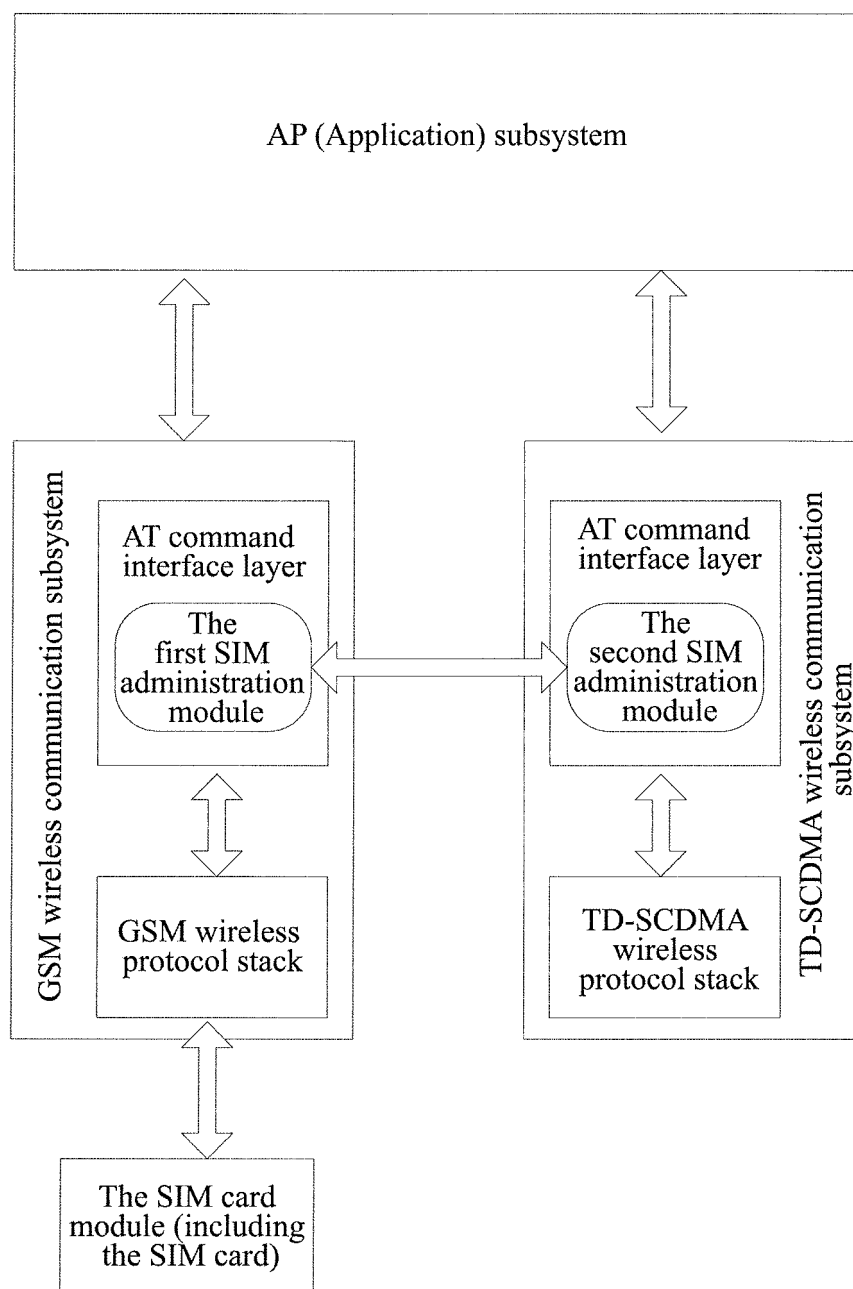 AP (Application) subsystem
GSM wireless communication subsystem
AT command
interface layer
The
first SIM
administration
module
GSM wireless
protocol stack
The SIM card
module (including
the SIM card)
AT command
interface layer
The
second SIM
administration
module
TD-SCDMA
wireless
protocol stack
TD-SCDMA wireless communication
subsystem